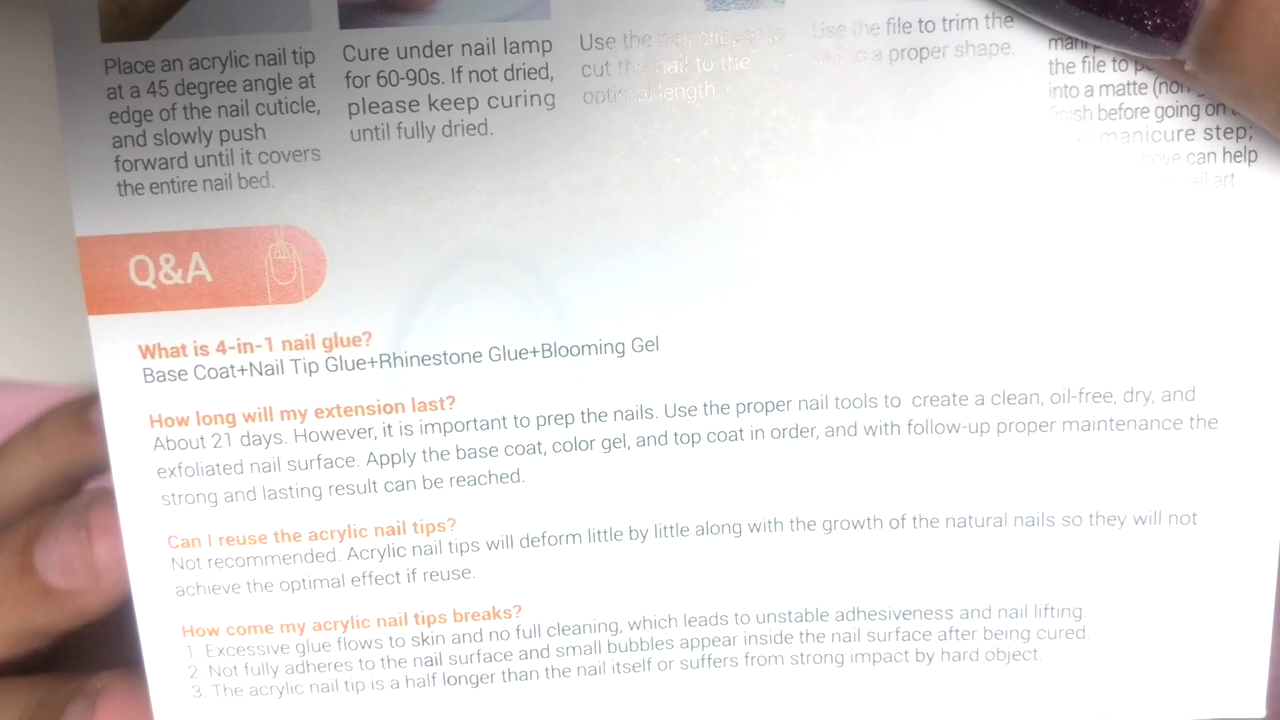 Place an acrylic nail tip
at a 45 degree angle at
edge of the nail cuticle,
and slowly push
forward until it covers
the entire nail bed.
Cure under nail lamp
for 60-90s. If not dried,
please keep curing
until fully dried.
Use the nail clipper to
cut the nail to the
optimal length.
Use the file to trim the
a proper shape.
the file to
into a matte
finish before going on
manicure step;
can help
art
Q&A
What is 4-in-1 nail glue?
Base Coat+Nail Tip Glue+Rhinestone Glue+Blooming Gel
How long will my extension last?
About 21 days. However, it is important to prep the nails. Use the proper nail tools to create a clean, oil-free, dry, and
exfoliated nail surface. Apply the base coat, color gel, and top coat in order, and with follow-up proper maintenance the
strong and lasting result can be reached.
Can I reuse the acrylic nail tips?
Not recommended. Acrylic nail tips will deform little by little along with the growth of the natural nails so they will not
achieve the optimal effect if reuse.
How come my acrylic nail tips breaks?
1 Excessive glue flows to skin and no full cleaning, which leads to unstable adhesiveness and nail lifting.
2 Not fully adheres to the nail surface and small bubbles appear inside the nail surface after being cured.
3. The acrylic nail tip is a half longer than the nail itself or suffers from strong impact by hard object.